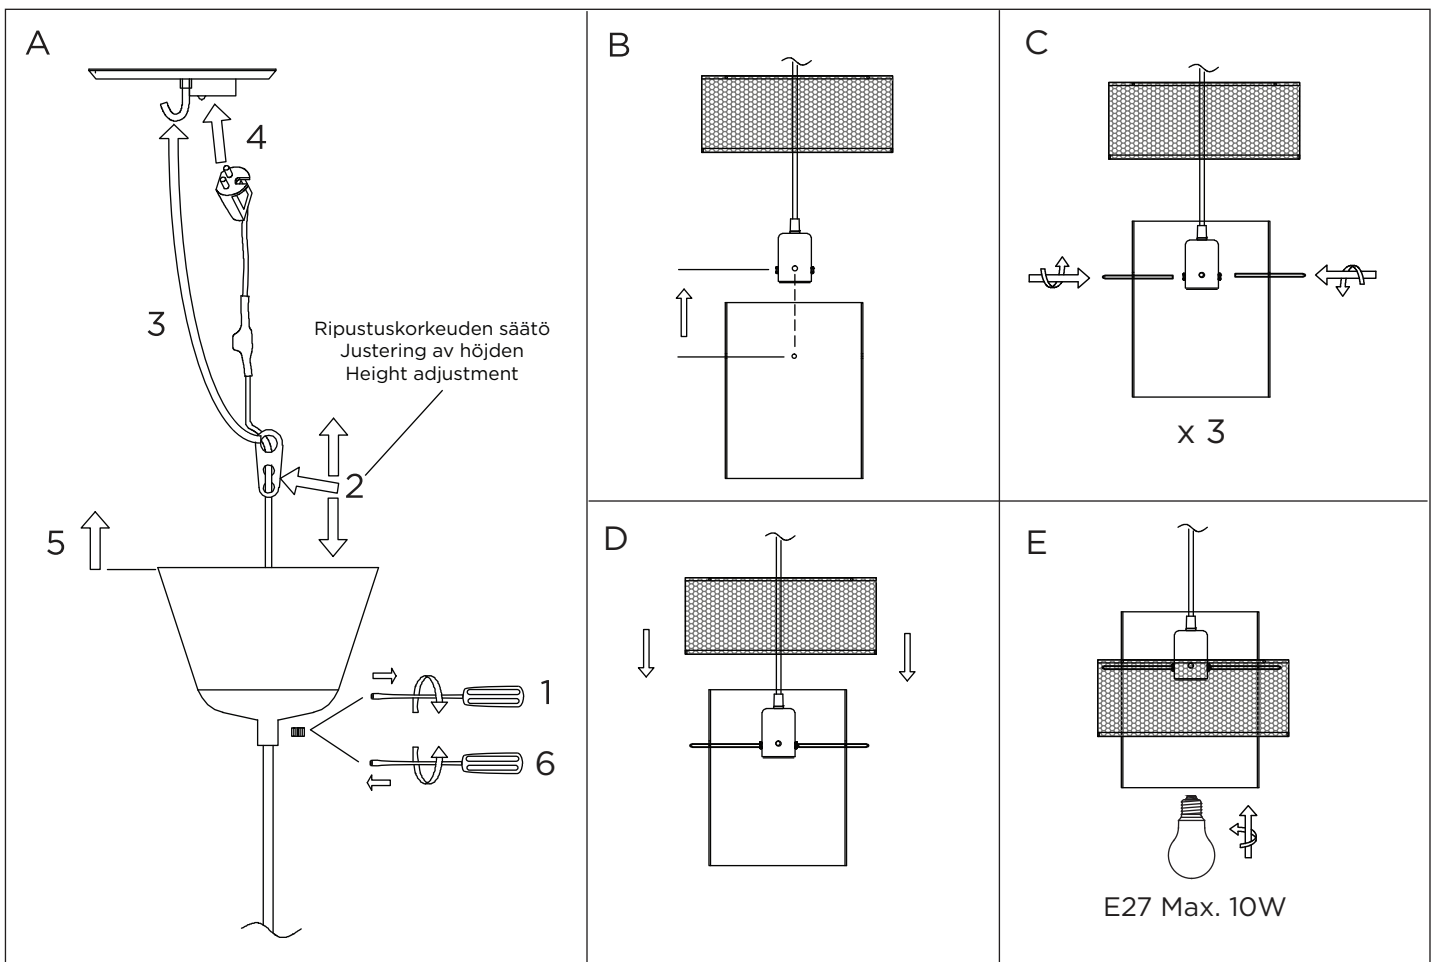 A
4
3
Ripustuskorkeuden säätö
Justering av höjden
Height adjustment
2
5
1
6
B
C
x 3
D
E
E27 Max. 10W